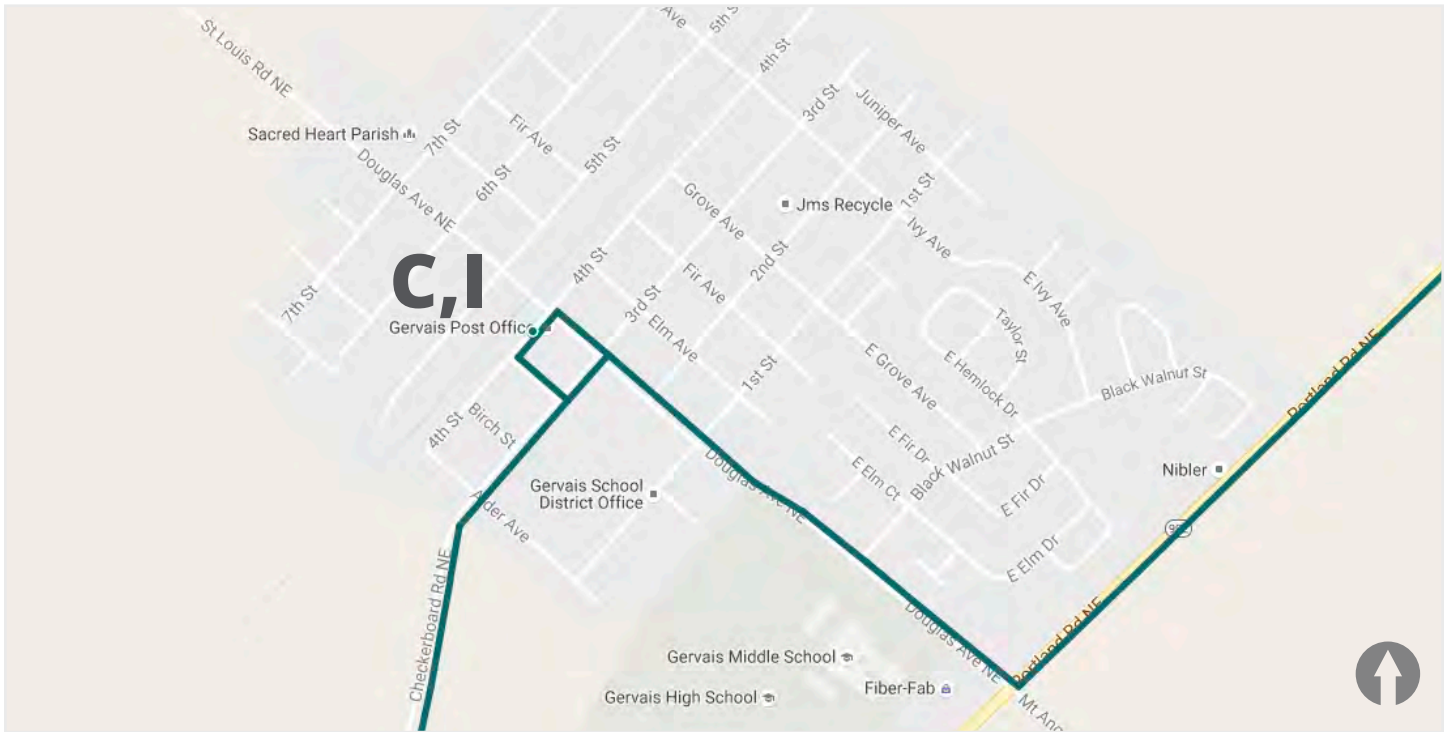 Ave
5th St
4th St
St Louis Rd NE
3rd St
Juniper Ave
Sacred Heart Parish
7th St
Fir Ave
5th St
Douglas Ave NE
6th St
1st St
Grove Ave
Jms Recycle
Ivy Ave
C,I
4th St
2nd St
Fir Ave
E Ivy Ave
7th St
3rd St
Gervais Post Office
Elm Ave
Taylor St
Portland Rd NE
1st St
E Grove Ave
E Hemlock Dr
Black Walnut St
4th St
Birch St
E Fir Dr
Black Walnut St
Nibler
Douglas Ave NE
E Elm Ct
Gervais School
District Office
E Fir Dr
Alder Ave
E Elm Dr
Checkerboard Rd NE
Douglas Ave NE
Portland Rd NE
Gervais Middle School
Fiber-Fab
Gervais High School